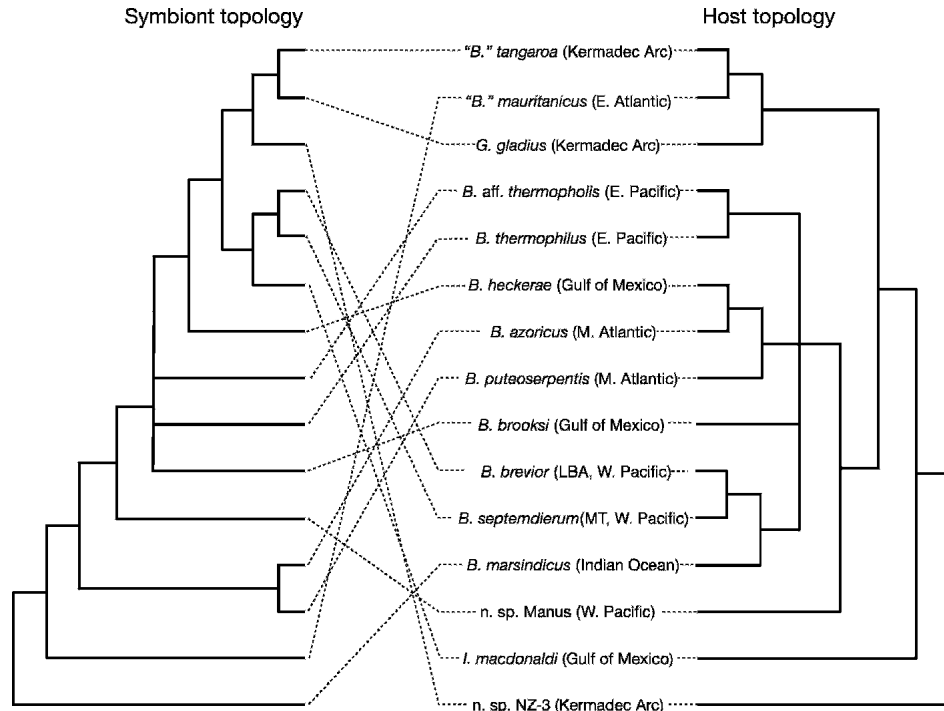 Symbiont topology
Host topology
"B." tangaroa (Kermadec Arc)
"B." mauritanicus (E. Atlantic)
G. gladius (Kermadec Arc)
B. aff. thermopholis (E. Pacific)
B. thermophilus (E. Pacific)
B. heckerae (Gulf of Mexico)
B. azoricus (M. Atlantic)
B. puteoserpentis (M. Atlantic)
B. brooksi (Gulf of Mexico)
B. brevior (LBA, W. Pacific)
B. septemdierum(MT, W. Pacific)
B. marsindicus (Indian Ocean)
n. sp. Manus (W. Pacific)
I. macdonaldi (Gulf of Mexico)
n. sp. NZ-3 (Kermadec Arc)